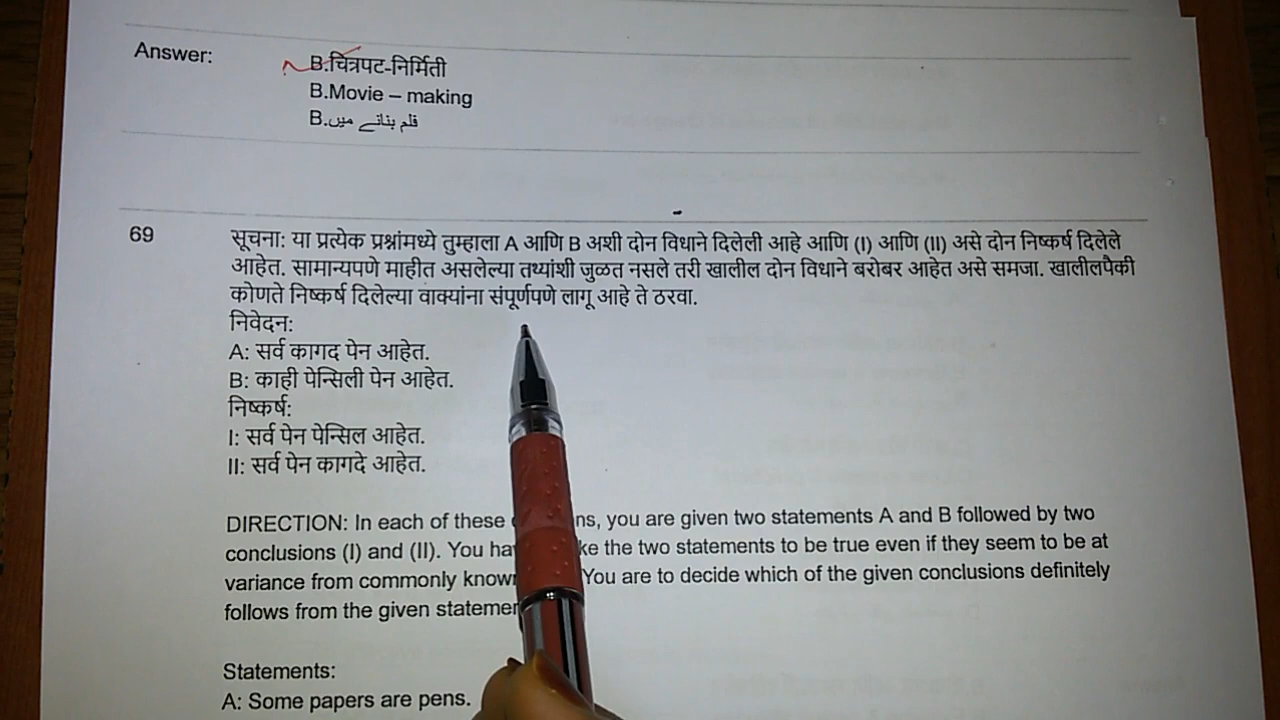 Answer:
B.चित्रपट-निर्मिती
B.Movie – making
B.فلم بنانے میں
69
सूचना: या प्रत्येक प्रश्नांमध्ये तुम्हाला A आणि B अशी दोन विधाने दिलेली आहे आणि (I) आणि (II) असे दोन निष्कर्ष दिलेले
आहेत. सामान्यपणे माहीत असलेल्या तथ्यांशी जुळत नसले तरी खालील दोन विधाने बरोबर आहेत असे समजा. खालीलपैकी
कोणते निष्कर्ष दिलेल्या वाक्यांना संपूर्णपणे लागू आहे ते ठरवा.
निवेदन:
A: सर्व कागद पेन आहेत.
B: काही पेन्सिली पेन आहेत.
निष्कर्ष:
I: सर्व पेन पेन्सिल आहेत.
II: सर्व पेन कागदे आहेत.
DIRECTION: In each of these ns, you are given two statements A and B followed by two
conclusions (I) and (II). You ha ke the two statements to be true even if they seem to be at
variance from commonly know You are to decide which of the given conclusions definitely
follows from the given statemen
Statements:
A: Some papers are pens.